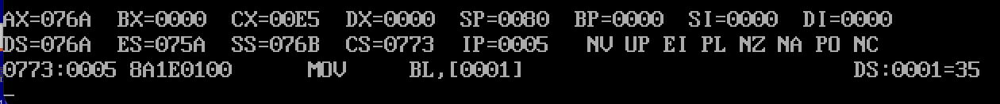 AX=076A  BX=0000  CX=00E5  DX=0000  SP=0080  BP=0000  SI=0000  DI=0000
DS=076A  ES=075A  SS=076B  CS=0773  IP=0005   NV UP EI PL NZ NA PO NC
0773:0005 8A1E0100      MOV     BL,[0001]                          DS:0001=35